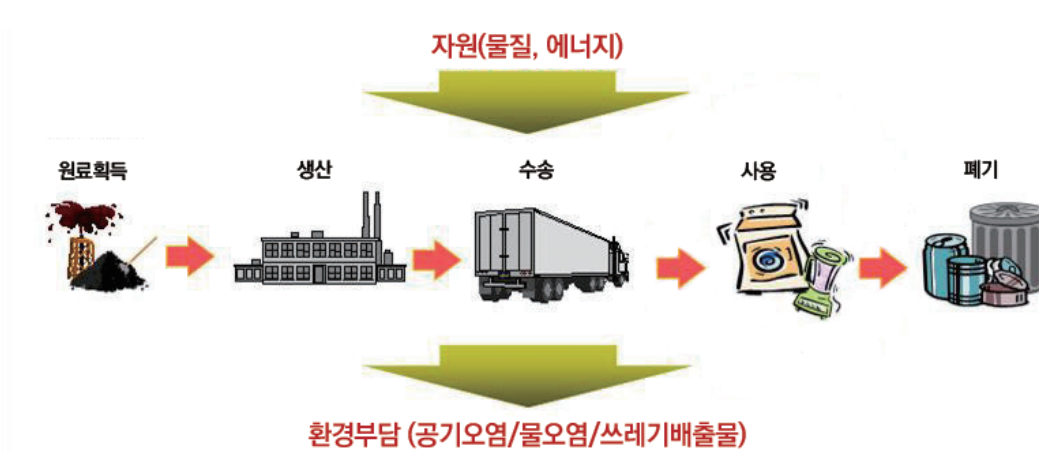 자원(물질, 에너지)
원료획득 생산 수송 사용 폐기
환경부담 (공기오염/물오염/쓰레기배출물)